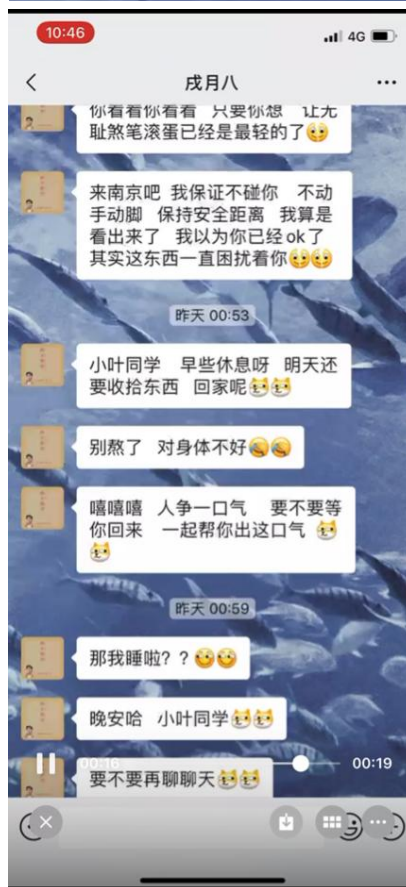 10:46
4G
戌月八
你看看你看看 只要你想 让无
耻煞笔滚蛋已经是最轻的了
来南京吧 我保证不碰你 不动
手动脚 保持安全距离 我算是
看出来了 我以为你已经ok了
其实这东西一直困扰着你
昨天 00:53
小叶同学 早些休息呀 明天还
要收拾东西 回家呢
别熬了 对身体不好
嘻嘻嘻 人争一口气 要不要等
你回来 一起帮你出这口气
昨天 00:59
那我睡啦？？
晚安哈 小叶同学
00:16
00:19
要不要再聊聊天